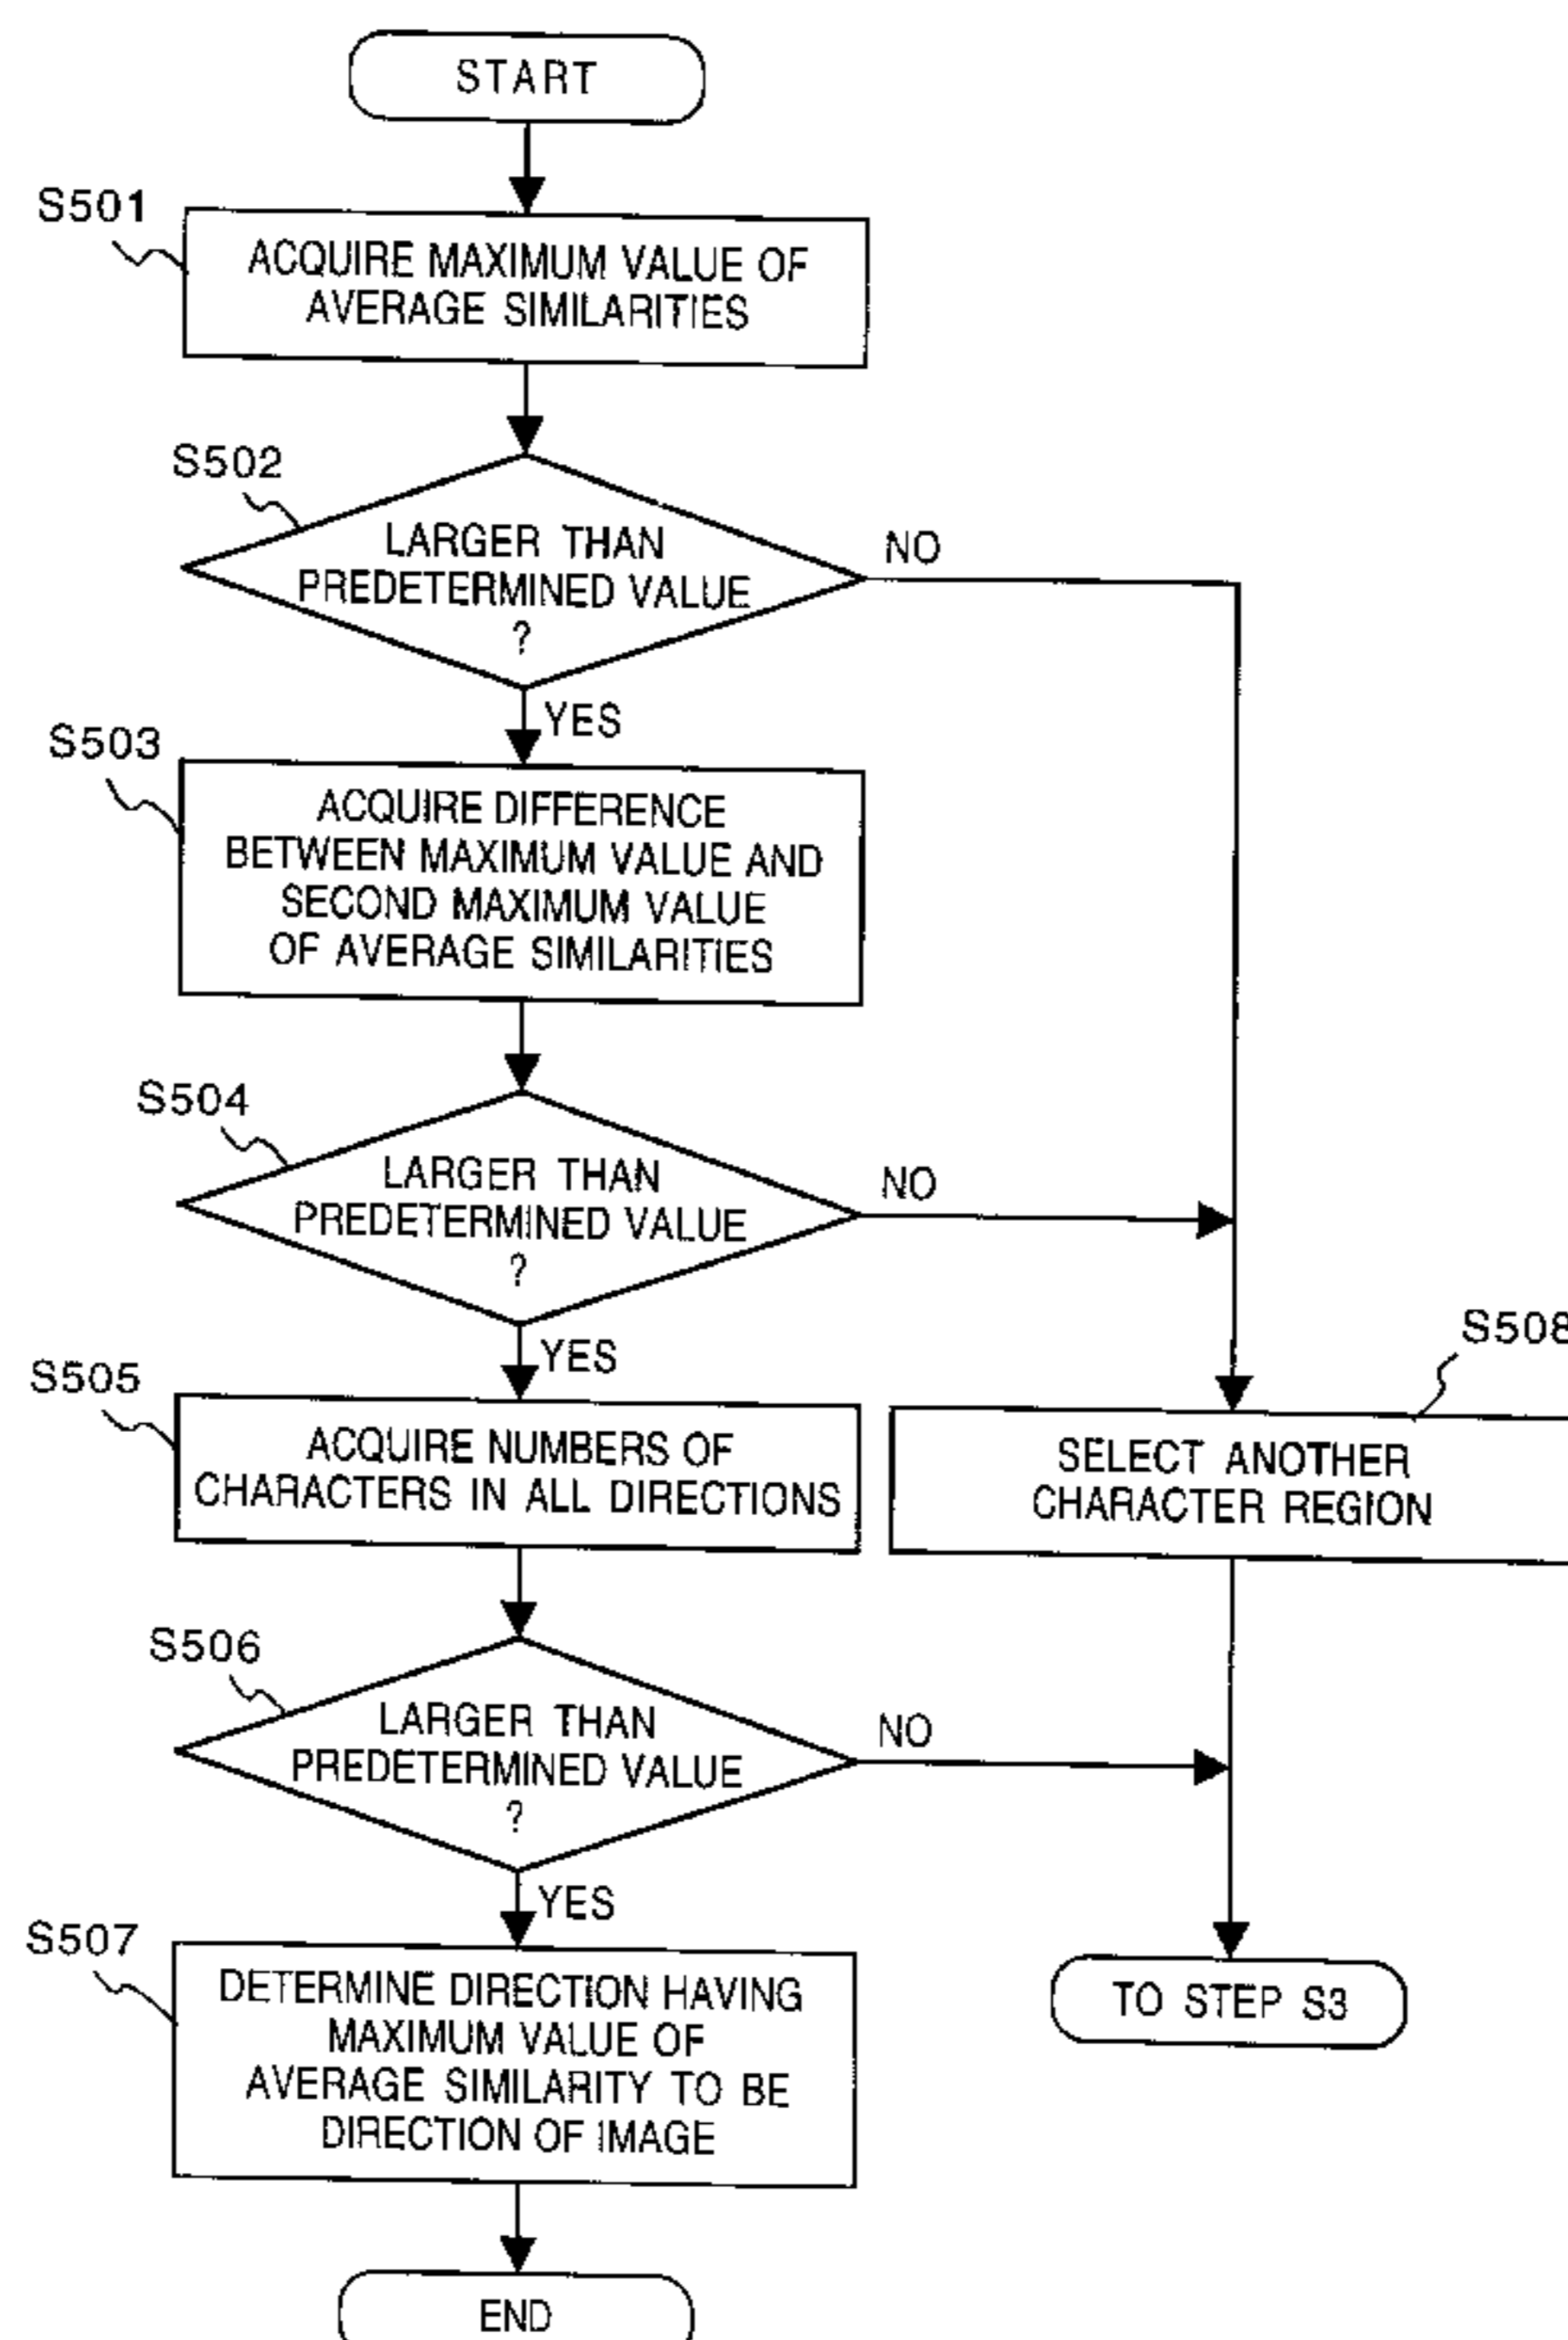 START
S501
ACQUIRE MAXIMUM VALUE OF
AVERAGE SIMILARITIES
S502
LARGER THAN
PREDETERMINED VALUE
?
NO
YES
S503
ACQUIRE DIFFERENCE
BETWEEN MAXIMUM VALUE AND
SECOND MAXIMUM VALUE
OF AVERAGE SIMILARITIES
S504
LARGER THAN
PREDETERMINED VALUE
?
NO
YES
S505
ACQUIRE NUMBERS OF
CHARACTERS IN ALL DIRECTIONS
S508
SELECT ANOTHER
CHARACTER REGION
S506
LARGER THAN
PREDETERMINED VALUE
?
NO
YES
S507
DETERMINE DIRECTION HAVING
MAXIMUM VALUE OF
AVERAGE SIMILARITY TO BE
DIRECTION OF IMAGE
TO STEP S3
END